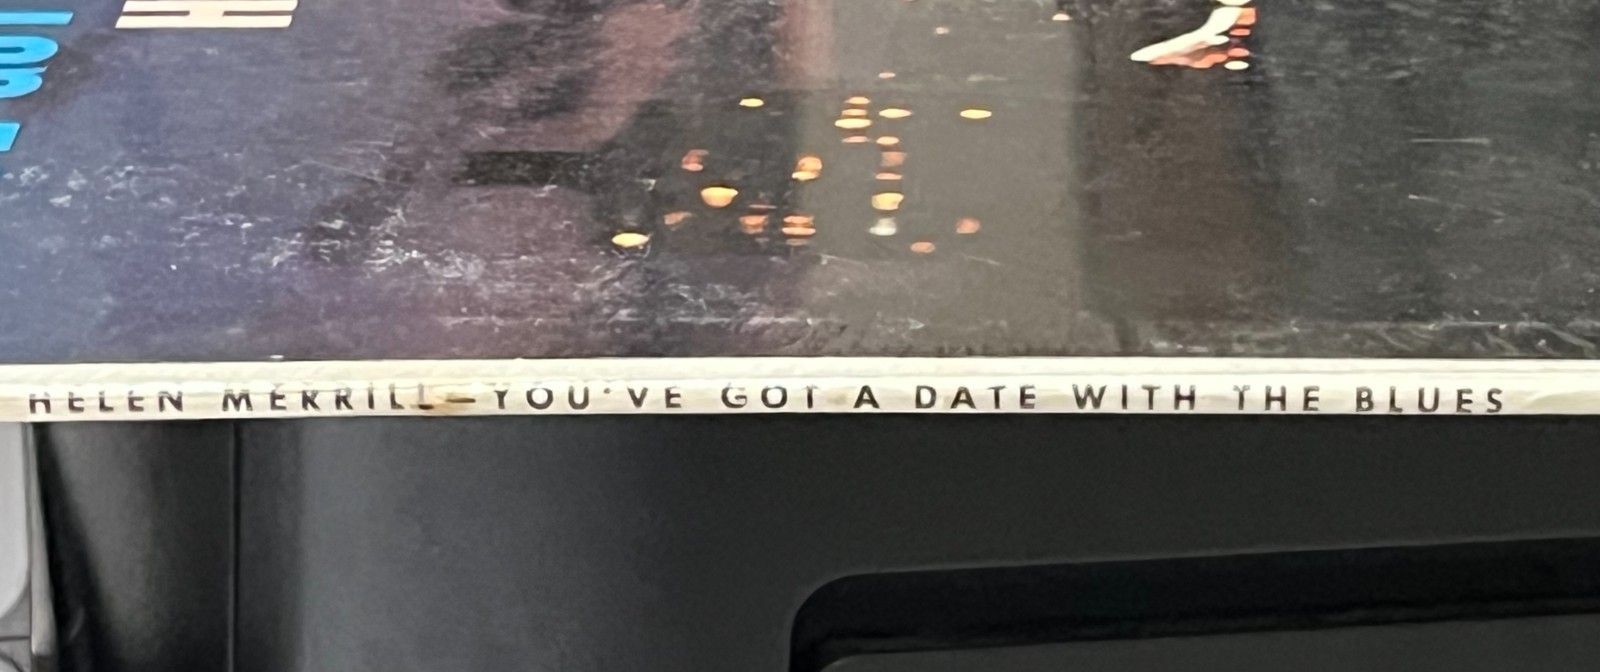 HELEN MERRILL—YOU'VE GOT A DATE WITH THE BLUES